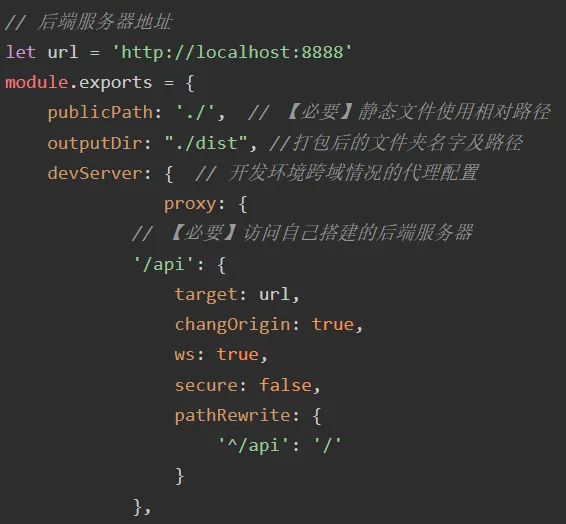 // 后端服务器地址
let url = 'http://localhost:8888'
module.exports = {
    publicPath: './',  // 【必要】静态文件使用相对路径
    outputDir: "./dist", //打包后的文件夹名字及路径
    devServer: {  // 开发环境跨域情况的代理配置
               proxy: {
            // 【必要】访问自己搭建的后端服务器
            '/api': {
                target: url,
                changOrigin: true,
                ws: true,
                secure: false,
                pathRewrite: {
                    '^/api': '/'
                }
            },